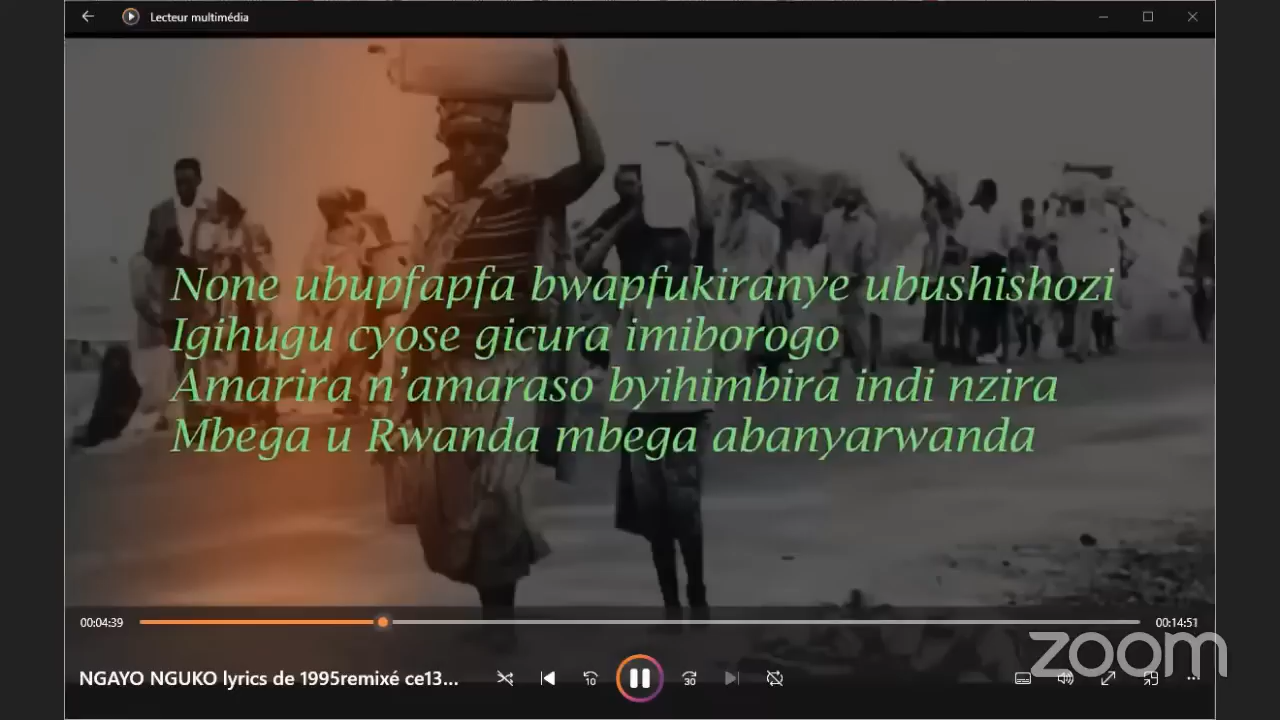 Lecteur multimédia
None ubupfapfa bwapfukiranye ubushishozi
Igihugu cyose gicura imiborogo
Amarira n'amaraso byihimbira indi nzira
Mbega u Rwanda mbega abanyarwanda
00:04:39
00:14:51
NGAYO NGUKO lyrics de 1995remixé ce13...
10
30
zoom